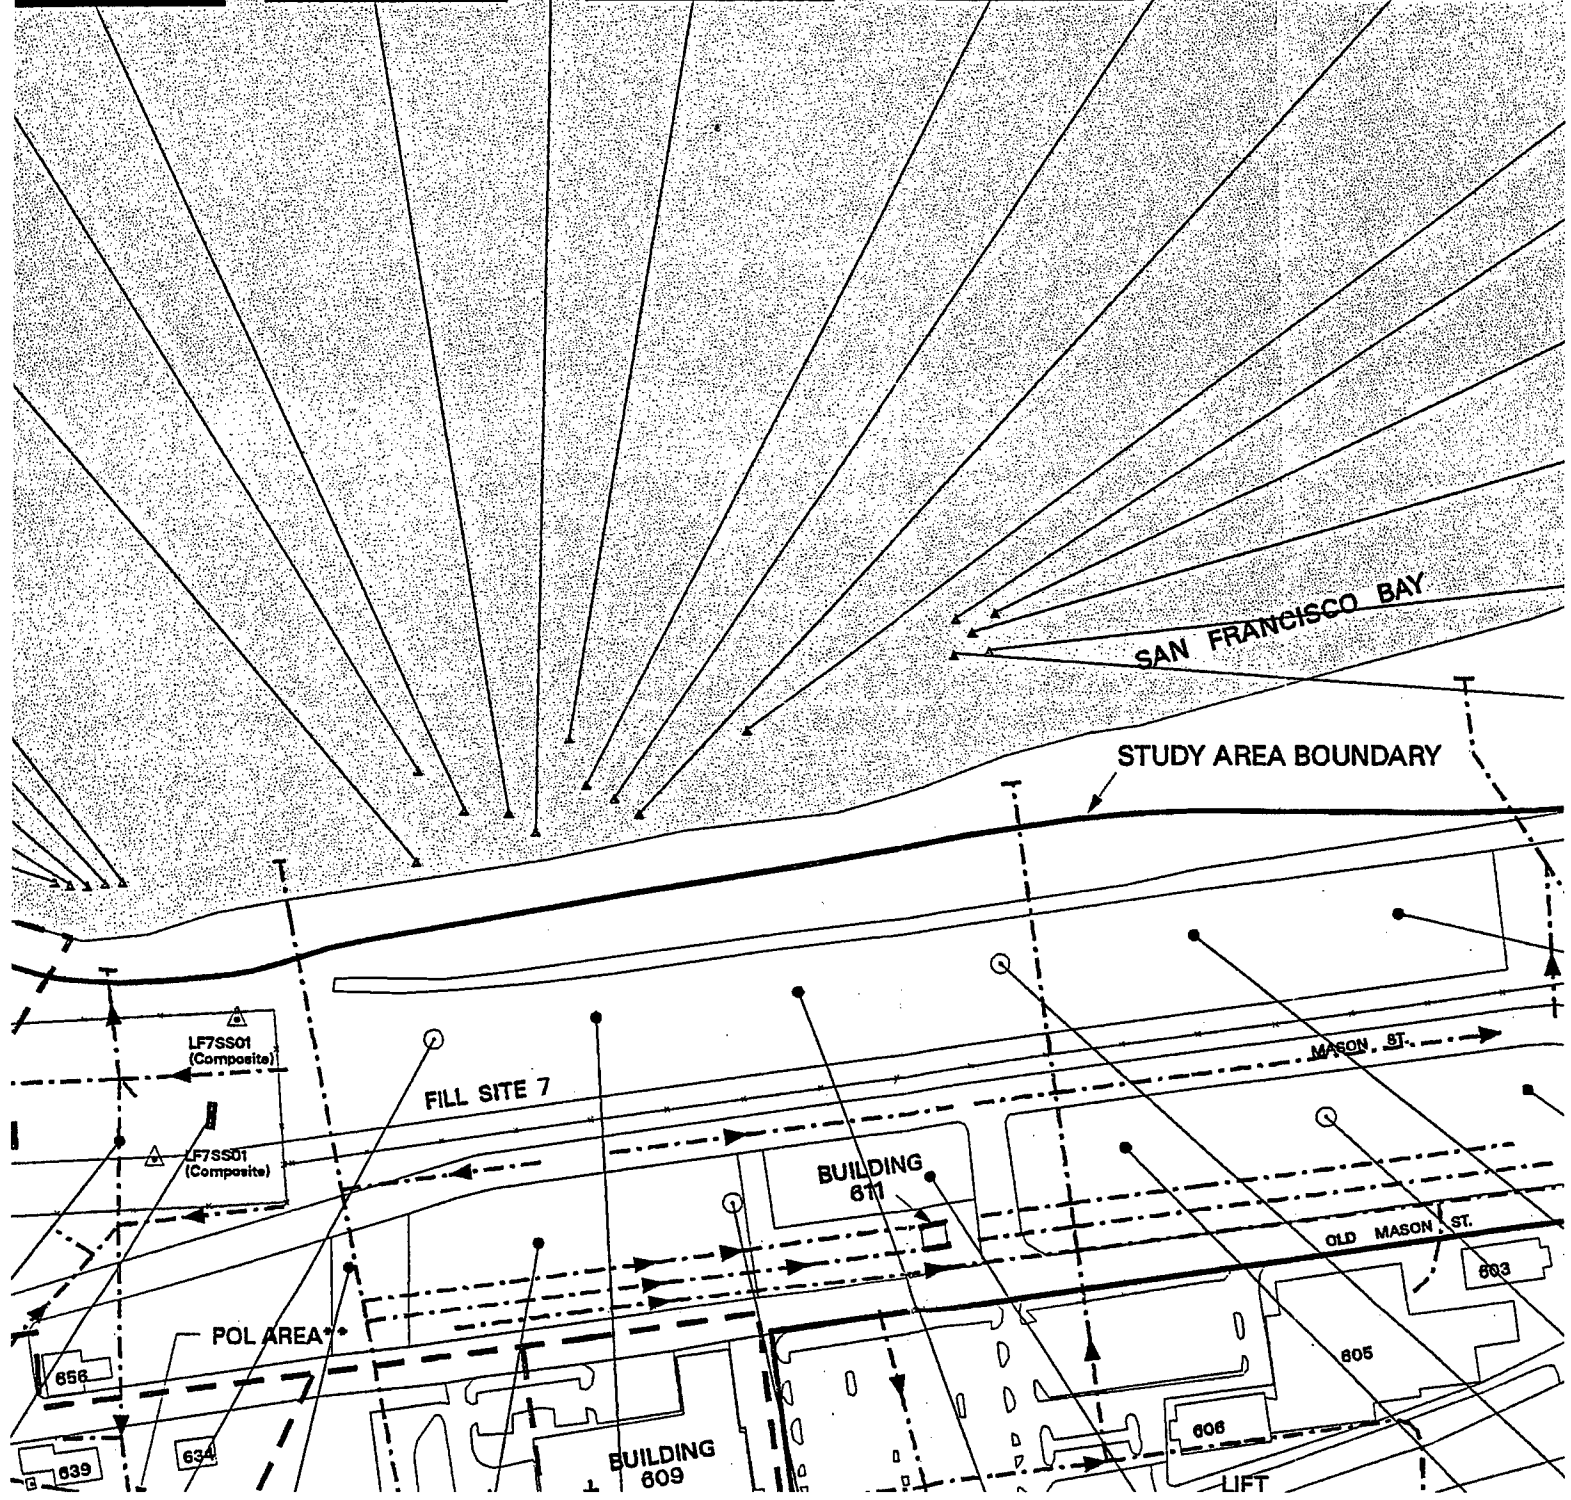 SAN FRANCISCO BAY
STUDY AREA BOUNDARY
LF7SS01
(Composite)
FILL SITE 7
MASON ST.
LF7SS01
(Composite)
BUILDING
611
OLD MASON ST.
603
POL AREA**
656
605
606
634
639
BUILDING
609
LIFT